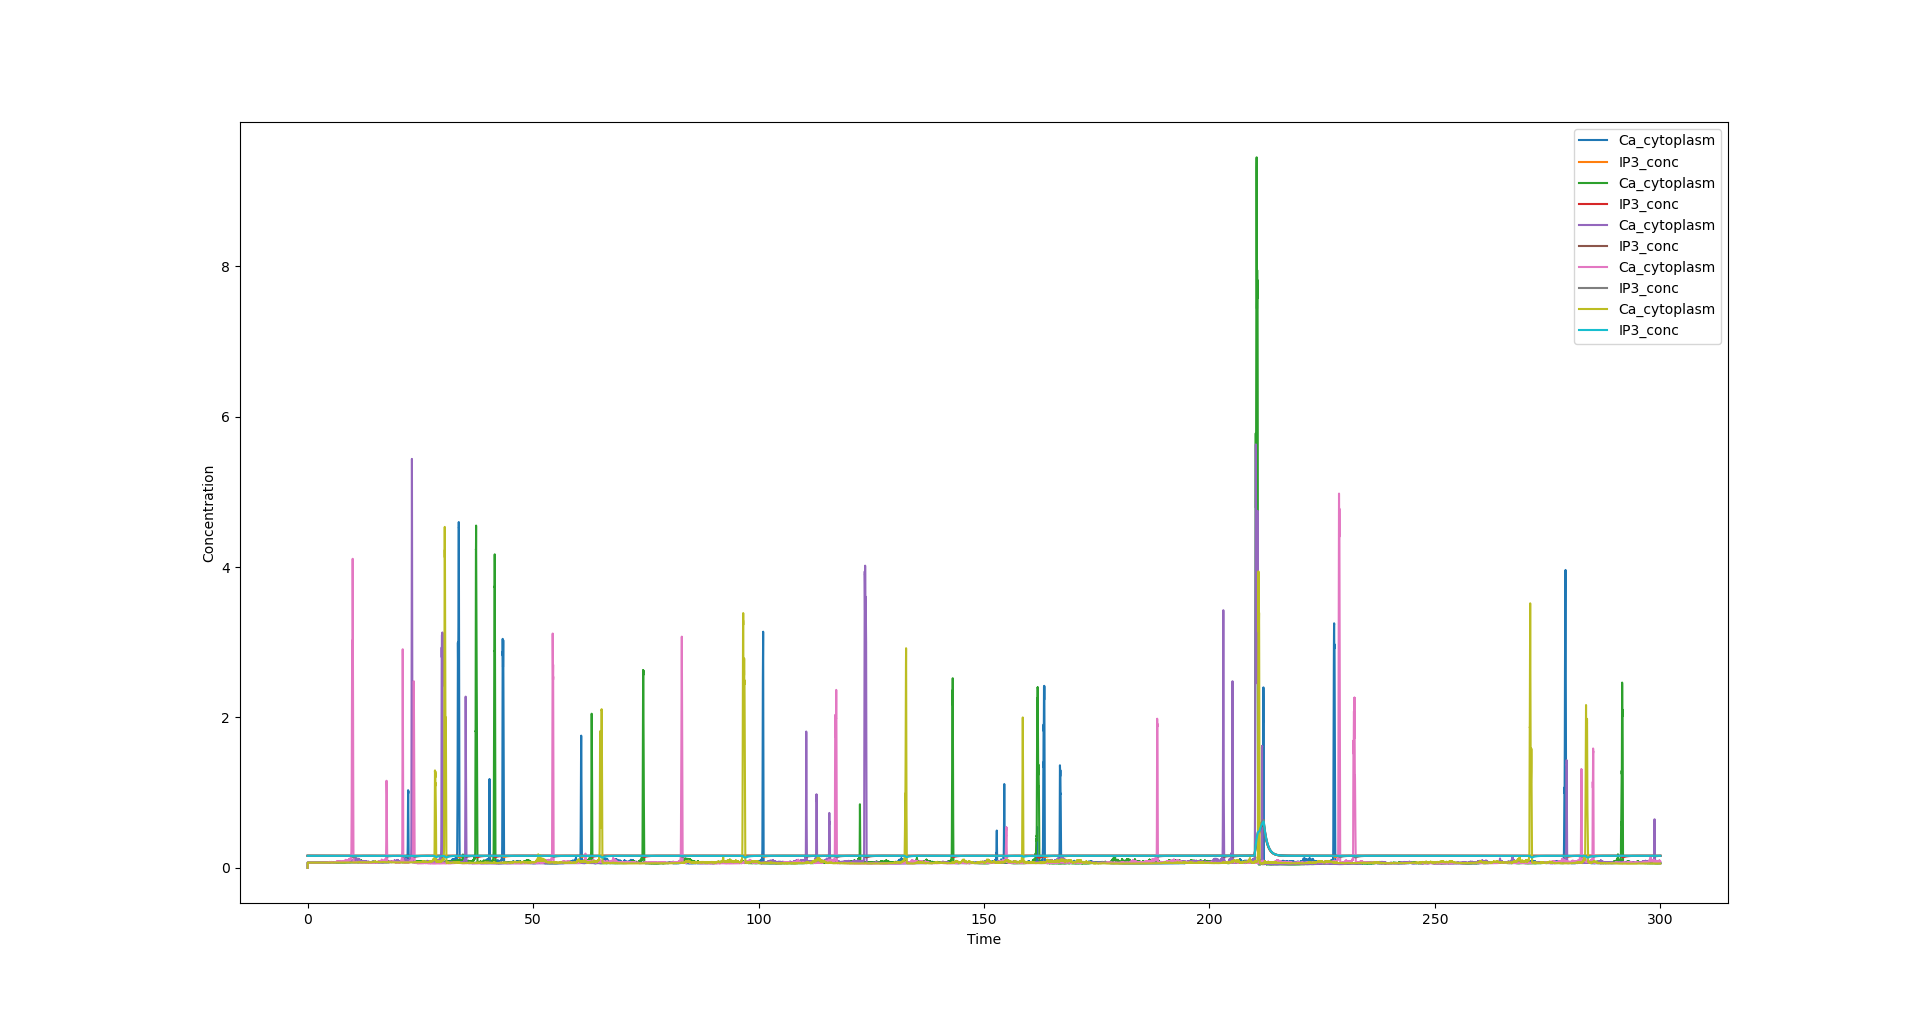 Ca_cytoplasm
IP3_conc
Ca_cytoplasm
IP3_conc
Ca_cytoplasm
IP3_conc
Ca_cytoplasm
IP3_conc
Ca_cytoplasm
IP3_conc
8
6
4
2
0
Concentration
0 50 100 150 200 250 300
Time